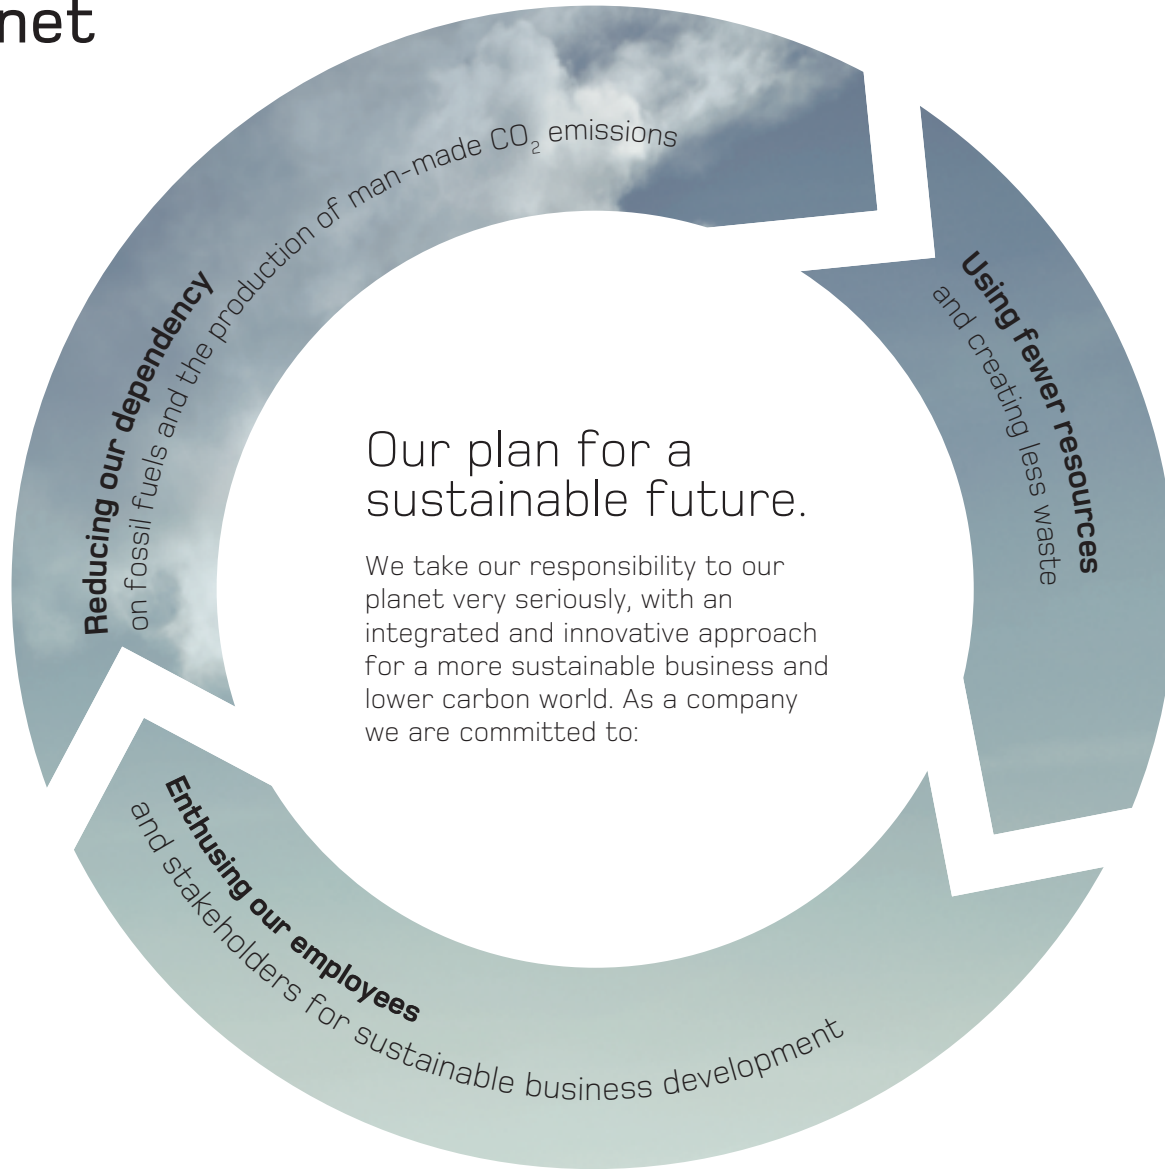 net
Reducing our dependency
on fossil fuels and the production of man-made CO₂ emissions
Using fewer resources
and creating less waste
Our plan for a
sustainable future.
We take our responsibility to our
planet very seriously, with an
integrated and innovative approach
for a more sustainable business and
lower carbon world. As a company
we are committed to:
Enthusing our employees
and stakeholders for sustainable business development